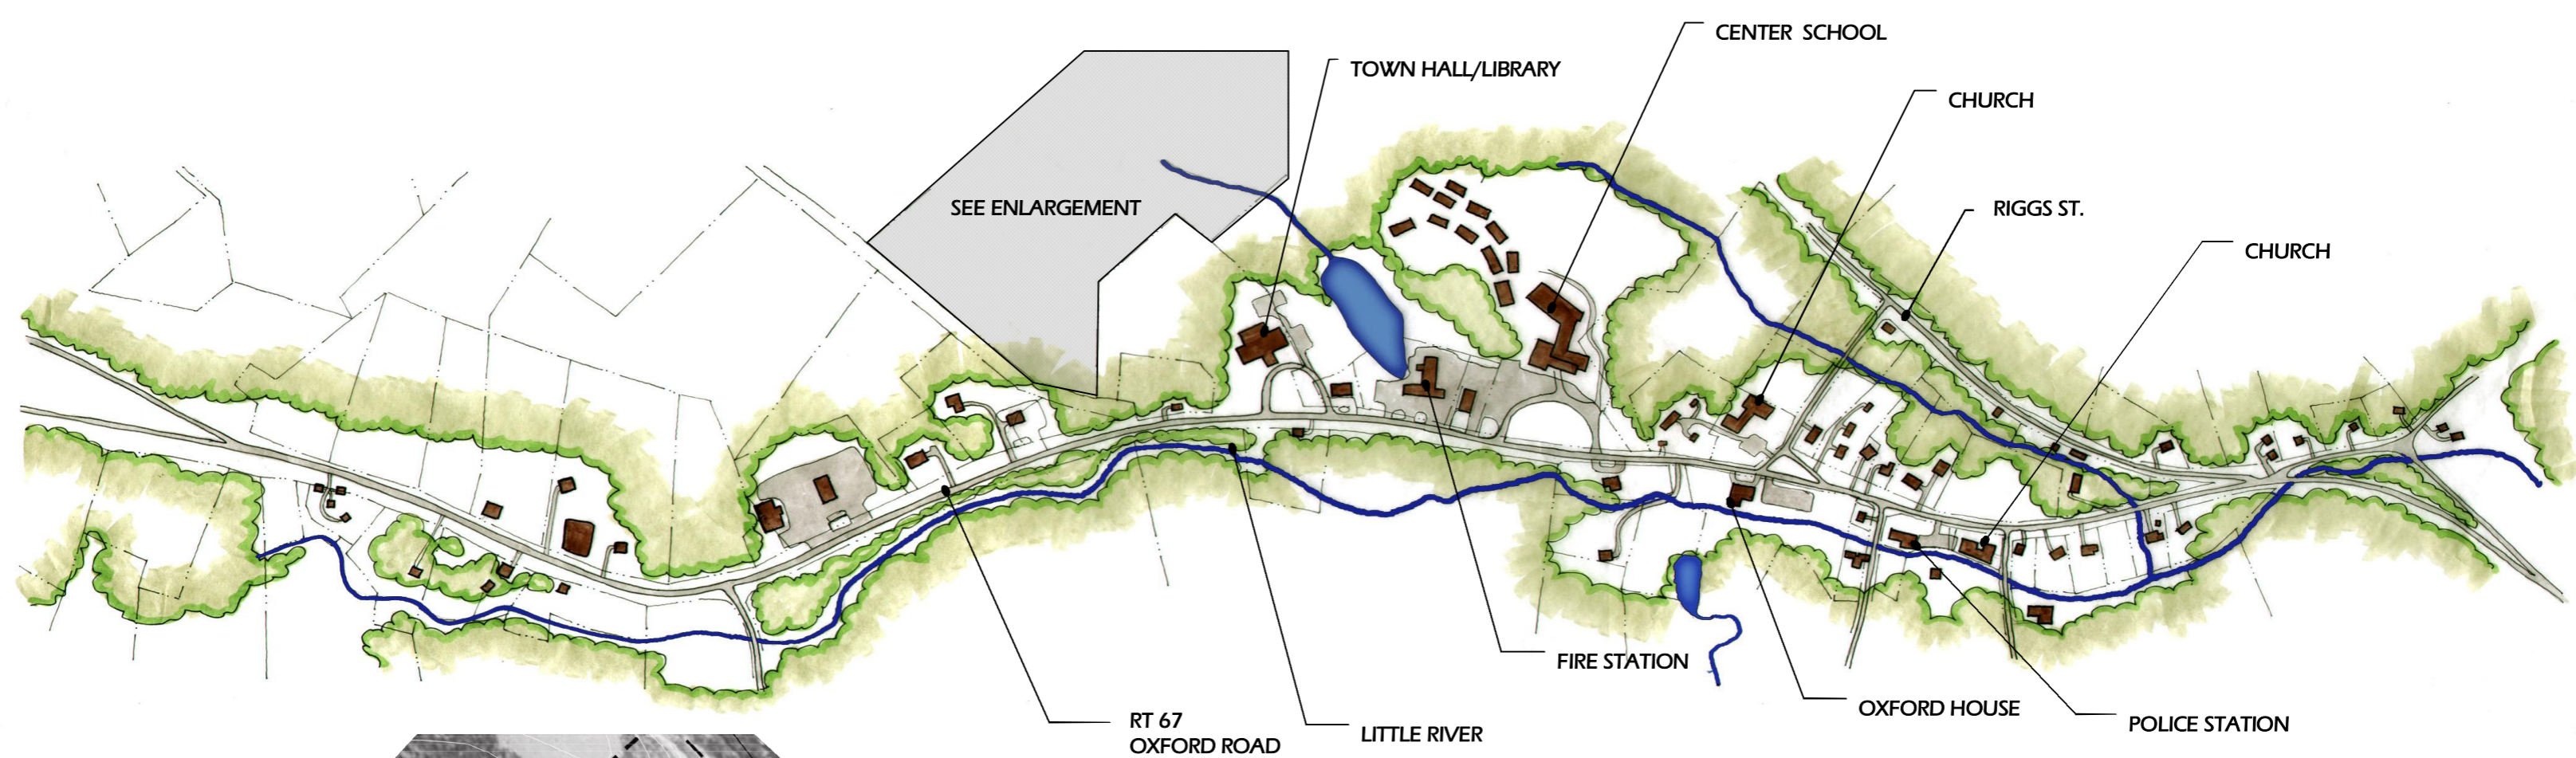 CENTER SCHOOL
TOWN HALL/LIBRARY
CHURCH
SEE ENLARGEMENT
RIGGS ST.
CHURCH
FIRE STATION
OXFORD HOUSE
RT 67
OXFORD ROAD
LITTLE RIVER
POLICE STATION